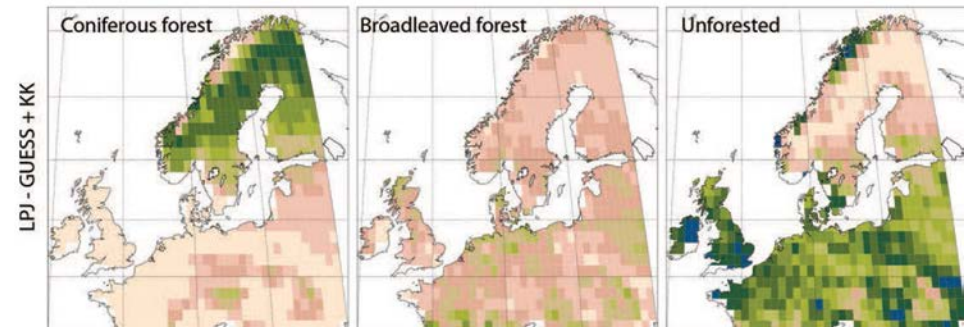 Coniferous forest
Broadleaved forest
Unforested
LPJ - GUESS + KK